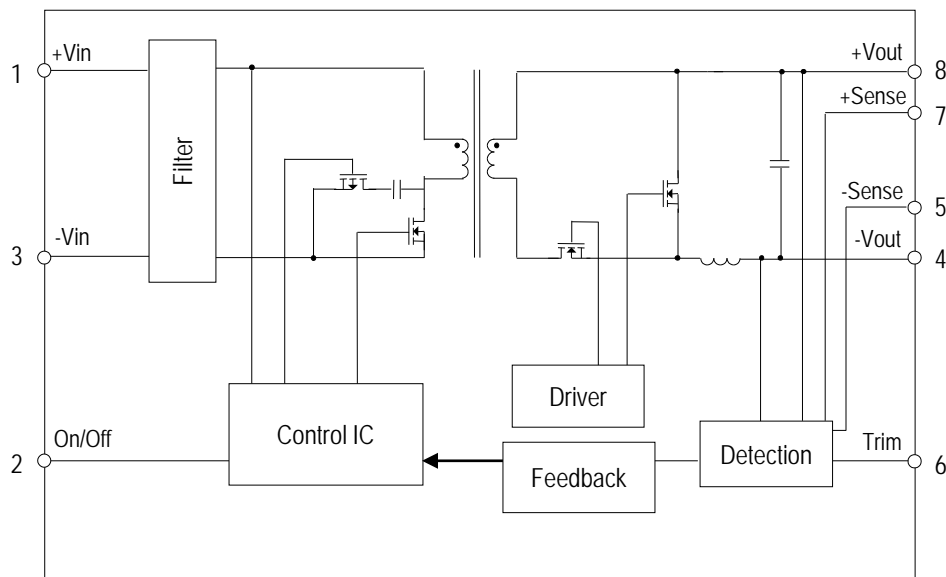 +Vin
1
Filter
-Vin
3
On/Off
2
Control IC
Driver
Feedback
Detection
+Vout
8
+Sense
7
-Sense
5
-Vout
4
Trim
6